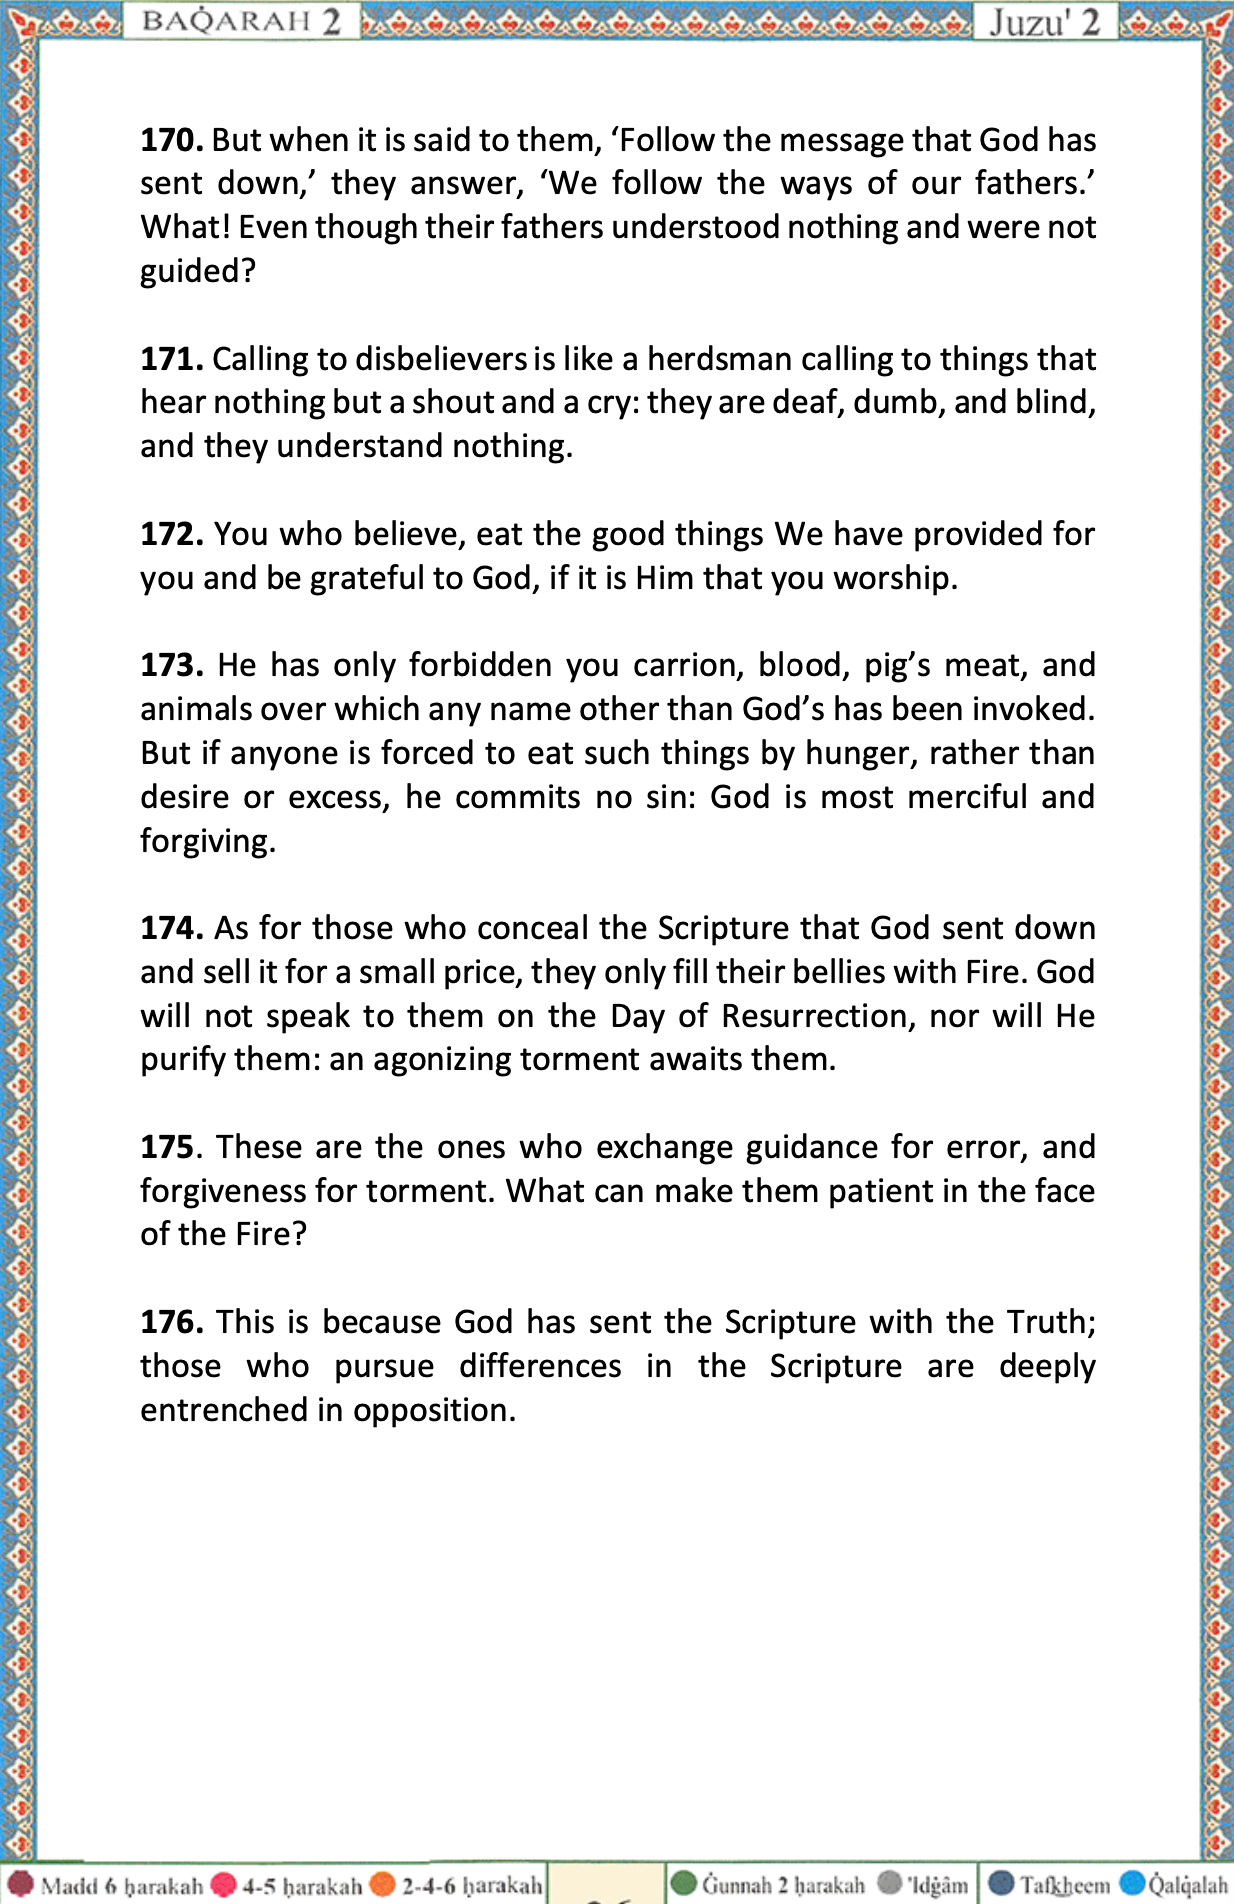 BAQ̇ARAH 2
Juzu' 2
170. But when it is said to them, ‘Follow the message that God has
sent down,’ they answer, ‘We follow the ways of our fathers.’
What! Even though their fathers understood nothing and were not
guided?
171. Calling to disbelievers is like a herdsman calling to things that
hear nothing but a shout and a cry: they are deaf, dumb, and blind,
and they understand nothing.
172. You who believe, eat the good things We have provided for
you and be grateful to God, if it is Him that you worship.
173. He has only forbidden you carrion, blood, pig’s meat, and
animals over which any name other than God’s has been invoked.
But if anyone is forced to eat such things by hunger, rather than
desire or excess, he commits no sin: God is most merciful and
forgiving.
174. As for those who conceal the Scripture that God sent down
and sell it for a small price, they only fill their bellies with Fire. God
will not speak to them on the Day of Resurrection, nor will He
purify them: an agonizing torment awaits them.
175. These are the ones who exchange guidance for error, and
forgiveness for torment. What can make them patient in the face
of the Fire?
176. This is because God has sent the Scripture with the Truth;
those who pursue differences in the Scripture are deeply
entrenched in opposition.
Madd 6 ḥarakah 4-5 ḥarakah 2-4-6 ḥarakah Ġunnah 2 ḥarakah 'Idġâm Tafk͟heem Q̇alq̇alah